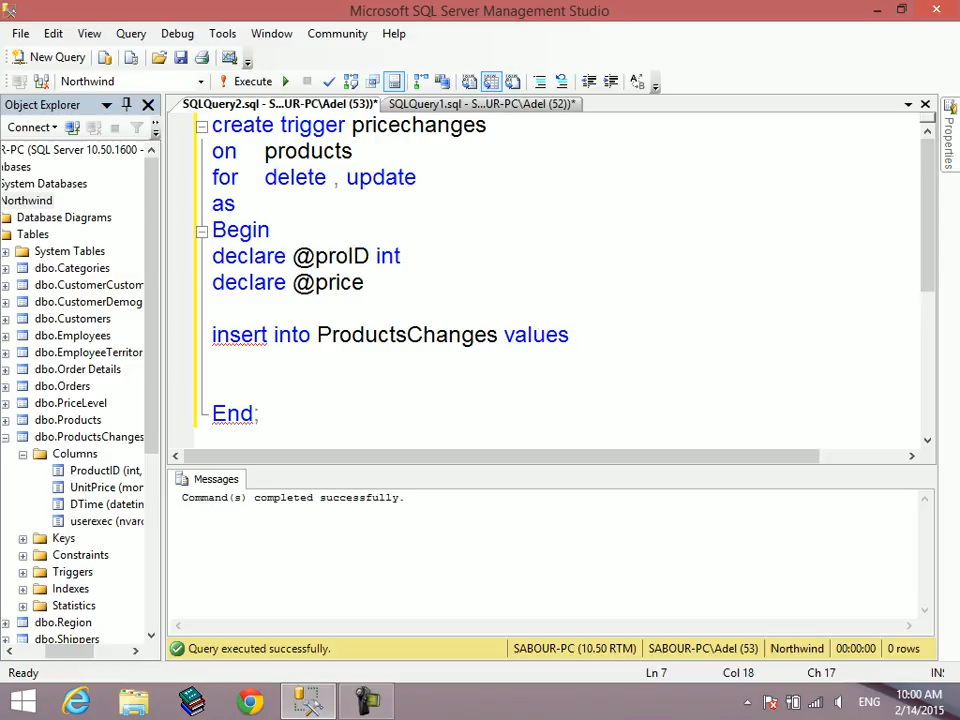 Microsoft SQL Server Management Studio
File Edit View Query Debug Tools Window Community Help
New Query
Northwind Execute
Object Explorer
SQLQuery2.sql - S...UR-PC\Adel (53))* SQLQuery1.sql - S...UR-PC\Adel (52))*
Connect
R-PC (SQL Server 10.50.1600 -
bases
System Databases
Northwind
Database Diagrams
Tables
System Tables
dbo.Categories
dbo.CustomerCustom
dbo.CustomerDemog
dbo.Customers
dbo.Employees
dbo.EmployeeTerritor
dbo.Order Details
dbo.Orders
dbo.PriceLevel
dbo.Products
dbo.ProductsChanges
Columns
ProductID (int,
UnitPrice (mon
DTime (datetin
userexec (nvarc
Keys
Constraints
Triggers
Indexes
Statistics
dbo.Region
dbo.Shippers
create trigger pricechanges
on products
for delete , update
as
Begin
declare @proID int
declare @price
insert into ProductsChanges values
End;
Properties
Messages
Command(s) completed successfully.
Query executed successfully. SABOUR-PC (10.50 RTM) SABOUR-PC\Adel (53) Northwind 00:00:00 0 rows
Ready Ln 7 Col 18 Ch 17 INS
ENG
10:00 AM
2/14/2015